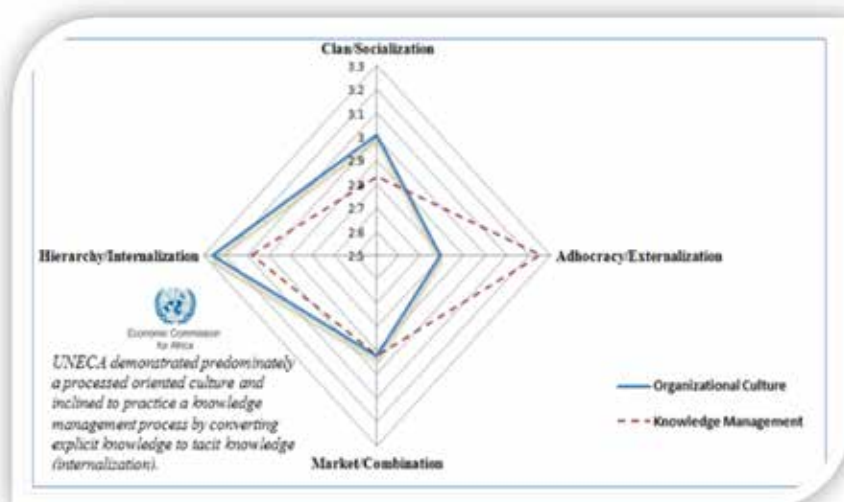 Clan/Socialization
3.3
3.2
3.1
3
2.9
2.8
2.7
2.6
2.5
Hierarchy/Internalization
Adhocracy/Externalization
Economic Commission
for Africa
UNECA demonstrated predominately
a processed oriented culture and
inclined to practice a knowledge
management process by converting
explicit knowledge to tacit knowledge
(internalization).
Organizational Culture
Knowledge Management
Market/Combination